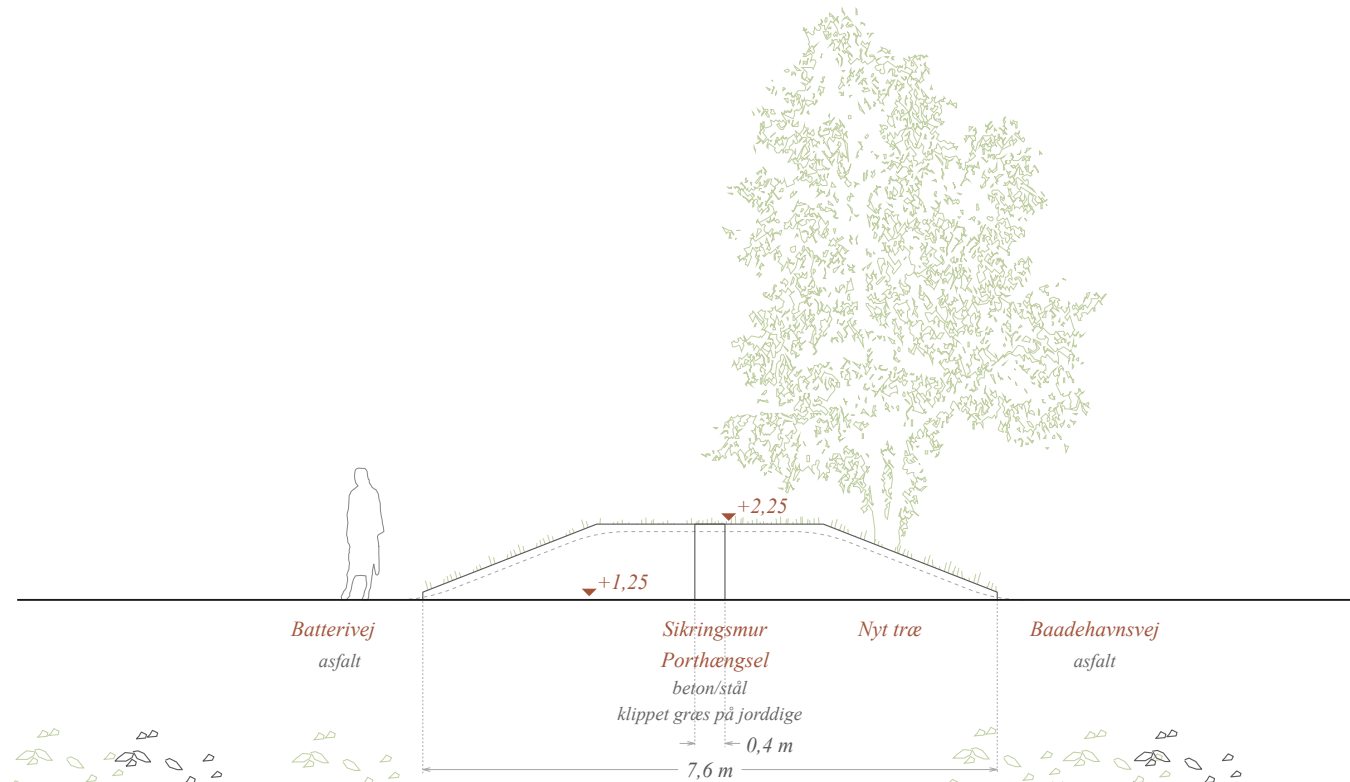 +2,25
+1,25
Batterivej
asfalt
Sikringsmur
Porthængsel
beton/stål
klippet græs på jorddige
Nyt træ
Baadehavnsvej
asfalt
0,4 m
7,6 m